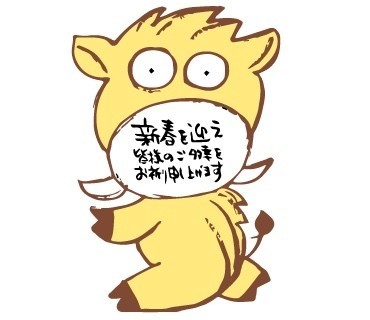 新春を迎え
皆様のご多幸を
お祈り申し上げます